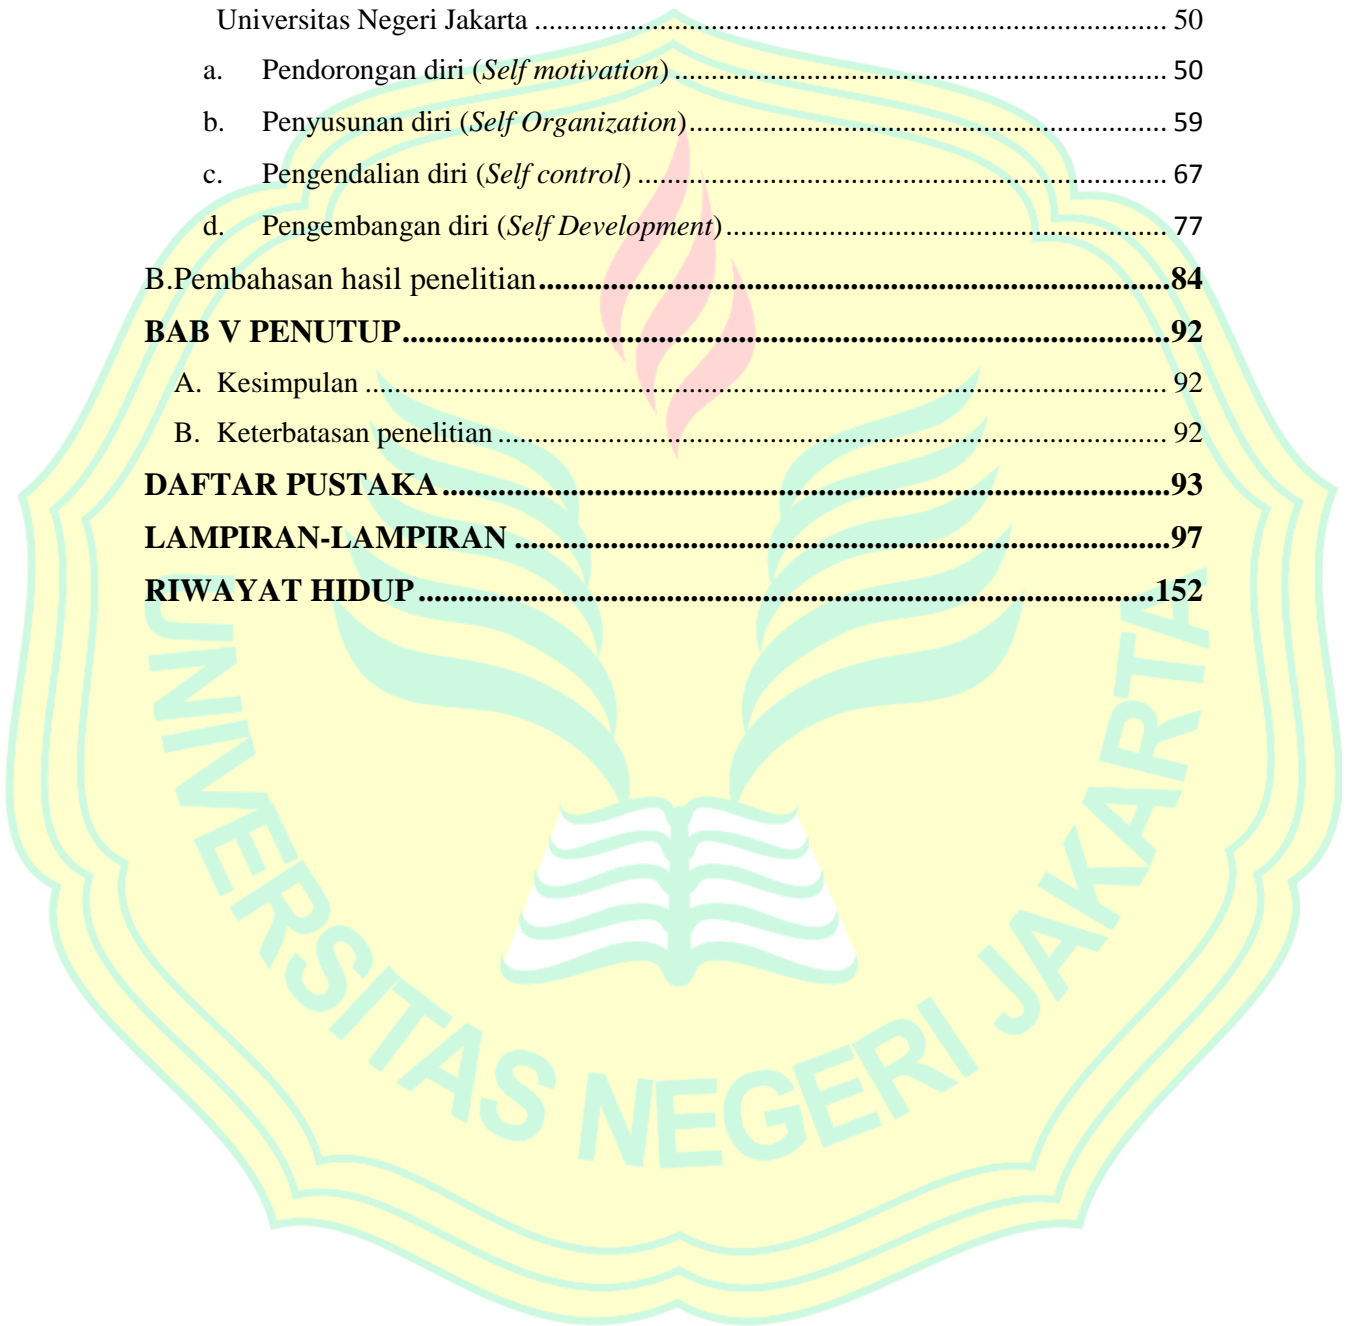 Universitas Negeri Jakarta ........................................................................................ 50
a. Pendorongan diri (Self motivation) ........................................................................................ 50
b. Penyusunan diri (Self Organization) ........................................................................................ 59
c. Pengendalian diri (Self control) ........................................................................................ 67
d. Pengembangan diri (Self Development) ........................................................................................ 77
B.Pembahasan hasil penelitian ........................................................................................ 84
BAB V PENUTUP ........................................................................................ 92
A. Kesimpulan ........................................................................................ 92
B. Keterbatasan penelitian ........................................................................................ 92
DAFTAR PUSTAKA ........................................................................................ 93
LAMPIRAN-LAMPIRAN ........................................................................................ 97
RIWAYAT HIDUP ........................................................................................ 152
UNIVERSITAS NEGERI JAKARTA